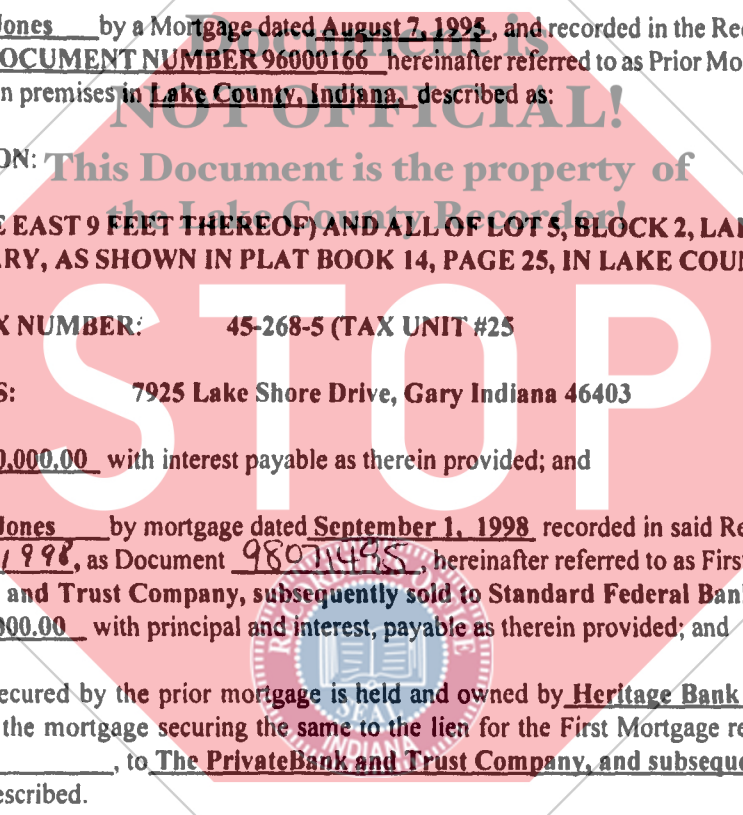 Jones by a Mortgage dated August 7, 1995, and recorded in the Rec
Document is
OCUMENT NUMBER 96000166 hereinafter referred to as Prior Mo
n premises in Lake County, Indiana, described as:
NOT OFFICIAL!
ON:
This Document is the property of
the Lake County Recorder!
E EAST 9 FEET THEREOF) AND ALL OF LOT 5, BLOCK 2, LA
RY, AS SHOWN IN PLAT BOOK 14, PAGE 25, IN LAKE COUN
X NUMBER: 45-268-5 (TAX UNIT #25
STOP
S: 7925 Lake Shore Drive, Gary Indiana 46403
0,000.00 with interest payable as therein provided; and
Jones by mortgage dated September 1, 1998 recorded in said Re
1998, as Document 98071495, hereinafter referred to as Firs
and Trust Company, subsequently sold to Standard Federal Ban
000.00 with principal and interest, payable as therein provided; and
RECORDER'S OFFICE
SEAL
INDIANA
ecured by the prior mortgage is held and owned by Heritage Bank
the mortgage securing the same to the lien for the First Mortgage re
, to The PrivateBank and Trust Company, and subseque
escribed.